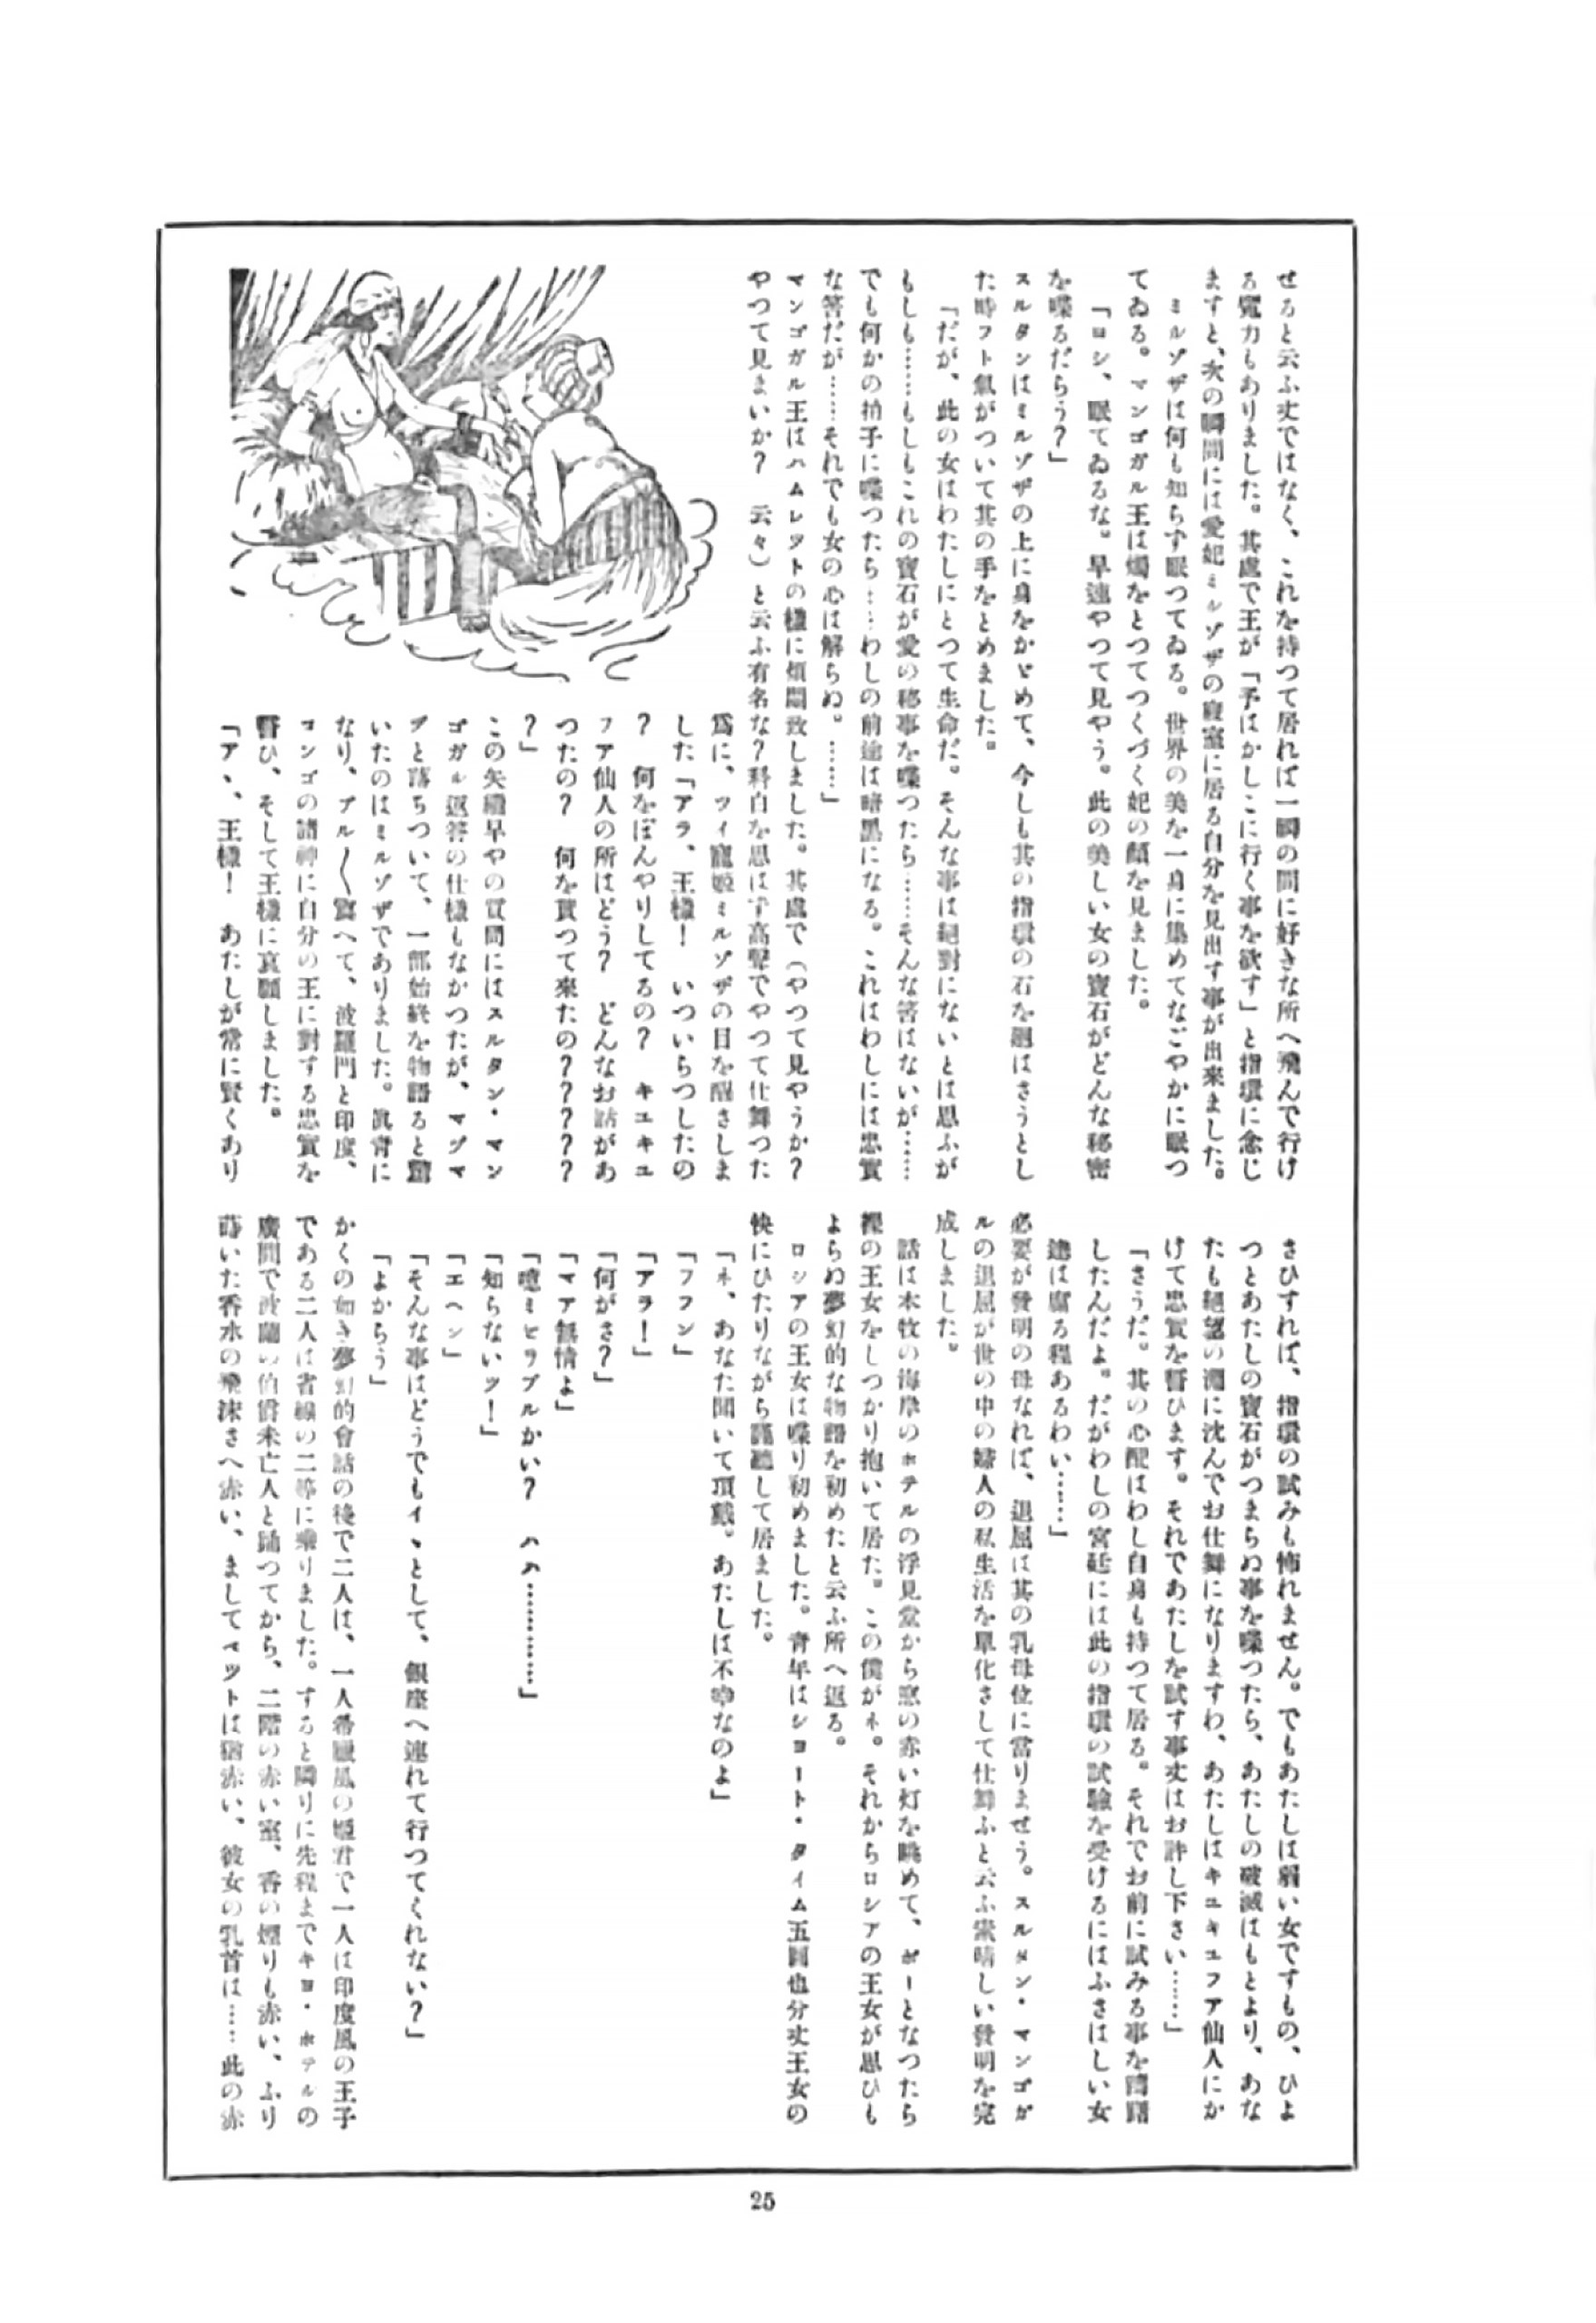 せると云ふ丈ではなく、これを持つて居れば一瞬の間に好きな所へ飛んで行け
る魔力もありました。其處で王が「予はかしこに行く事を欲す」と指環に念じ
ますと、次の瞬間には愛妃ミルゾザの寢室に居る自分を見出す事が出來ました。
ミルゾザは何も知らず眠つてゐる。世界の美を一身に集めてなごやかに眠つ
てゐる。マンゴガル王は燭をとつてつくづく妃の顏を見ました。
「ヨシ、眠てゐるな。早速やつて見やう。此の美しい女の寶石がどんな秘密
を喋るだらう?」
スルタンはミルゾザの上に身をかゞめて、今しも其の指環の石を廻はさうとし
た時フト氣がついて其の手をとめました。
「だが、此の女はわたしにとつて生命だ。そんな事は絕對にないとは思ふが
もしも……もしもこれの寶石が愛の秘事を喋つたら……そんな答はないが……
でも何かの拍子に喋つたら……わしの前途は暗黑になる。これはわしには忠實
な筈だが……それでも女の心は解らぬ。……」
マンゴガル王はハムレットの樣に煩悶致しました。其處で（やつて見やうか?
やつて見まいか?　云々）と云ふ有名な?科白を思はず高聲でやつて仕舞つた
爲に、ツイ寵姬ミルゾザの目を醒さしま
した「アラ、王樣!　いついらつしたの
?　何をぼんやりしてるの?　キユキユ
フア仙人の所はどう?　どんなお話があ
つたの?　何を貰つて來たの?????
?」
この矢繼早やの質問にはスルタン・マン
ゴガル返答の仕樣もなかつたが、マヅマ
ヅと落ちついて、一部始終を物語ると驚
いたのはミルゾザでありました。眞靑に
なり、ブル〱震へて、波羅門と印度、
コンゴの諸神に自分の王に對する忠實を
誓ひ、そして王樣に哀願しました。
「アヽ、王樣!　あたしが常に賢くあり
さひすれば、指環の試みも怖れません。でもあたしは弱い女ですもの、ひよ
つとあたしの寶石がつまらぬ事を喋つたら、あたしの破滅はもとより、あな
たも絕望の淵に沈んでお仕舞になりますわ、あたしはキユキユフア仙人にか
けて忠實を誓ひます。それであたしを試す事丈はお許し下さい……」
「さうだ。其の心配はわし自身も持つて居る。それでお前に試みる事を躊躇
したんだよ。だがわしの宮廷には此の指環の試驗を受けるにはふさはしい女
達は腐る程あるわい……」
必要が發明の母なれば、退屈は其の乳母位に當りませう。スルタン・マンゴガ
ルの退屈が世の中の婦人の私生活を單化さして仕舞ふと云ふ素晴しい發明を完
成しました。
話は本牧の海岸のホテルの浮見堂から窓の赤い灯を眺めて、ボーとなつたら
裸の王女をしつかり抱いて居た。この僕がネ。それからロシアの王女が思ひも
よらぬ夢幻的な物語を初めたと云ふ所へ返る。
ロシアの王女は喋り初めました。靑年はショート・タイム五圓也分丈王女の
快にひたりながら謹聽して居ました。
「ネ、あなた聞いて頂戴。あたしは不幸なのよ」
「フフン」
「アラ!」
「何がさ?」
「マア無情よ」
「噫ミゼラブルかい?　ハハ…………」
「知らないッ!」
「エヘン」
「そんな事はどうでもイヽとして、銀座へ連れて行つてくれない?」
「よからう」
かくの如き夢幻的會話の後で二人は、一人希臘風の姬君で一人は印度風の王子
である二人は省線の二等に乘りました。すると隣りに先程までキヨ・ホテルの
廣間で波蘭の伯爵未亡人と踊つてから、二階の赤い室、香の煙りも赤い、ふり
蒔いた香水の飛沫さへ赤い、ましてベットは猶赤い、彼女の乳首は……此の赤
25